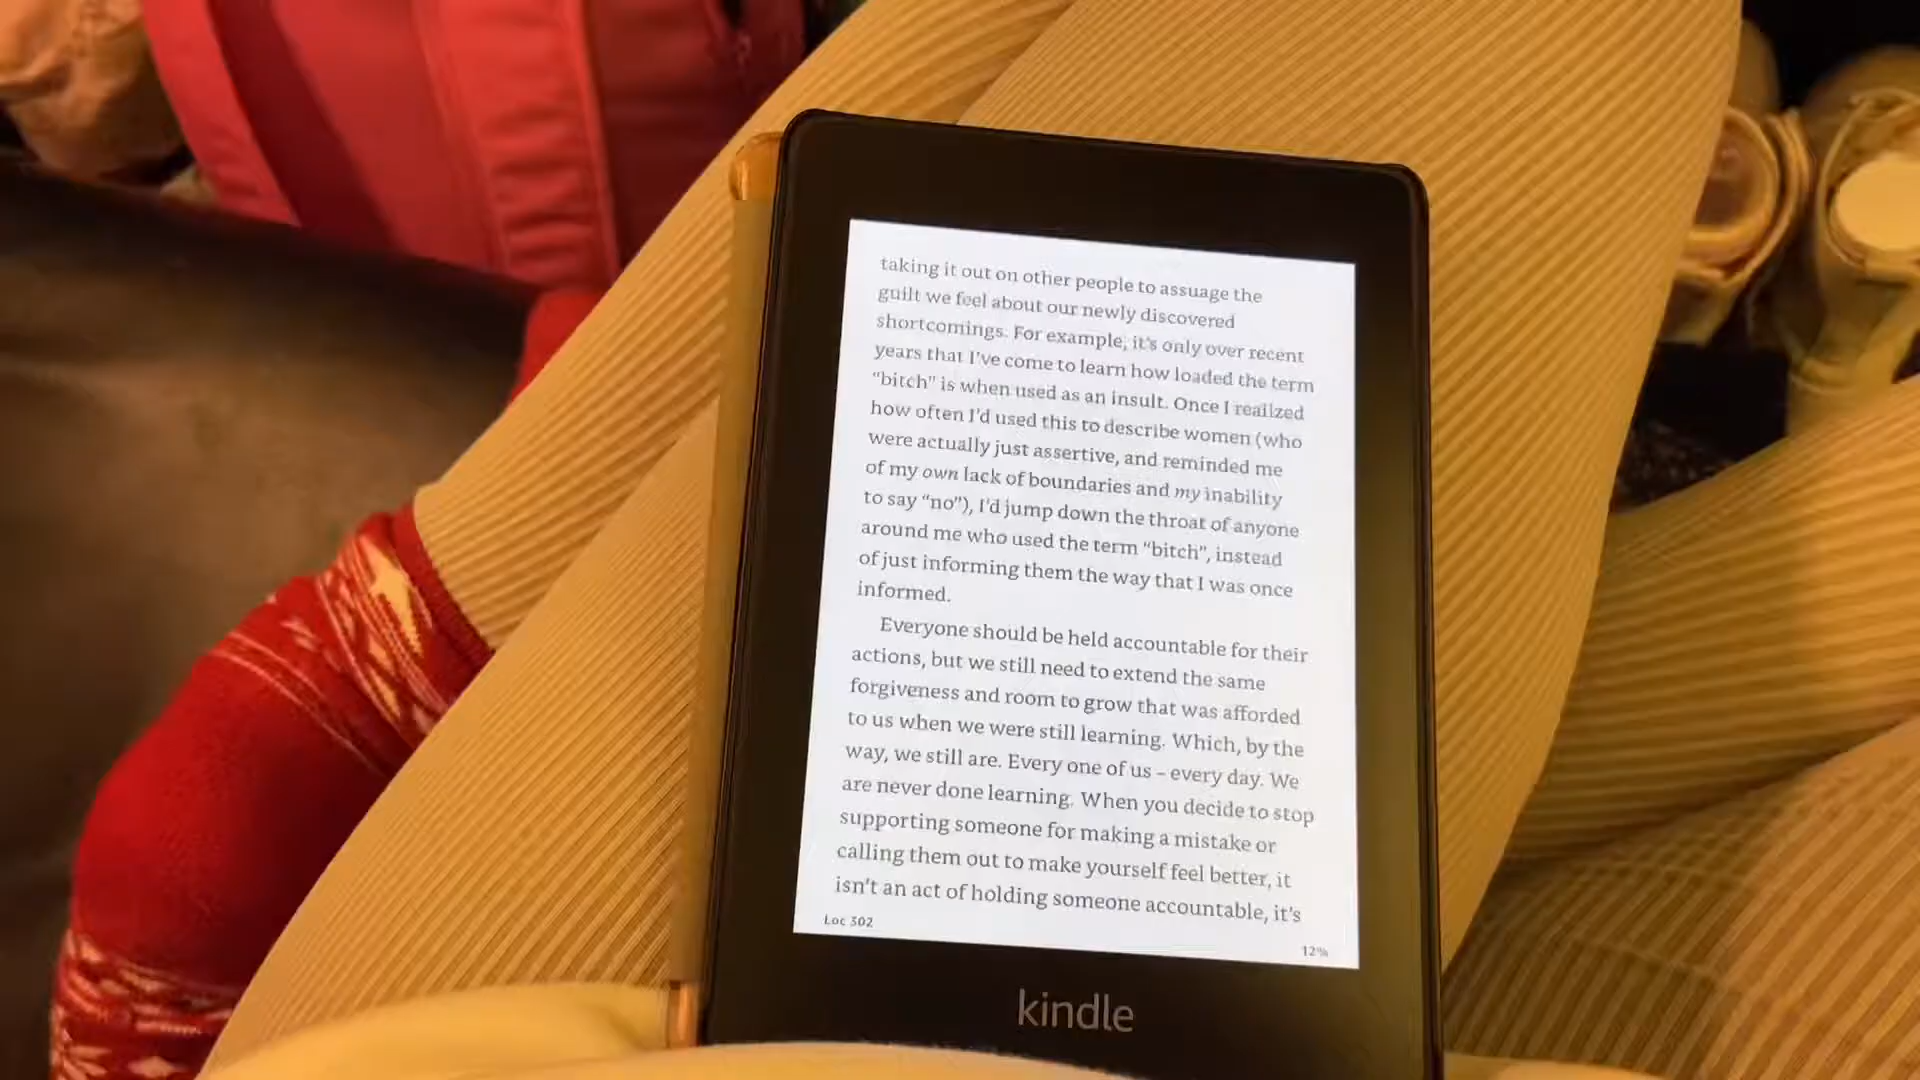 taking it out on other people to assuage the
guilt we feel about our newly discovered
shortcomings. For example, it's only over recent
years that I've come to learn how loaded the term
“bitch” is when used as an insult. Once I realized
how often I'd used this to describe women (who
were actually just assertive, and reminded me
of my own lack of boundaries and my inability
to say “no”), I'd jump down the throat of anyone
around me who used the term “bitch”, instead
of just informing them the way that I was once
informed.
Everyone should be held accountable for their
actions, but we still need to extend the same
forgiveness and room to grow that was afforded
to us when we were still learning. Which, by the
way, we still are. Every one of us – every day. We
are never done learning. When you decide to stop
supporting someone for making a mistake or
calling them out to make yourself feel better, it
isn't an act of holding someone accountable, it's
Loc 302
12%
kindle